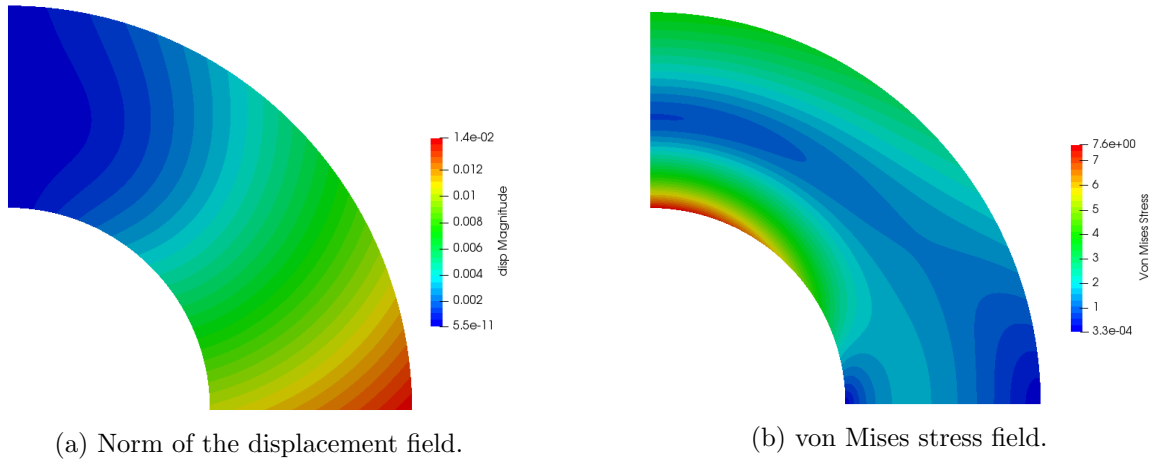 1.4e-02
0.012
0.01
0.008
0.006
0.004
0.002
5.5e-11
disp Magnitude
7.6e+00
7
6
5
4
3
2
1
3.3e-04
Von Mises Stress
(a) Norm of the displacement field.
(b) von Mises stress field.